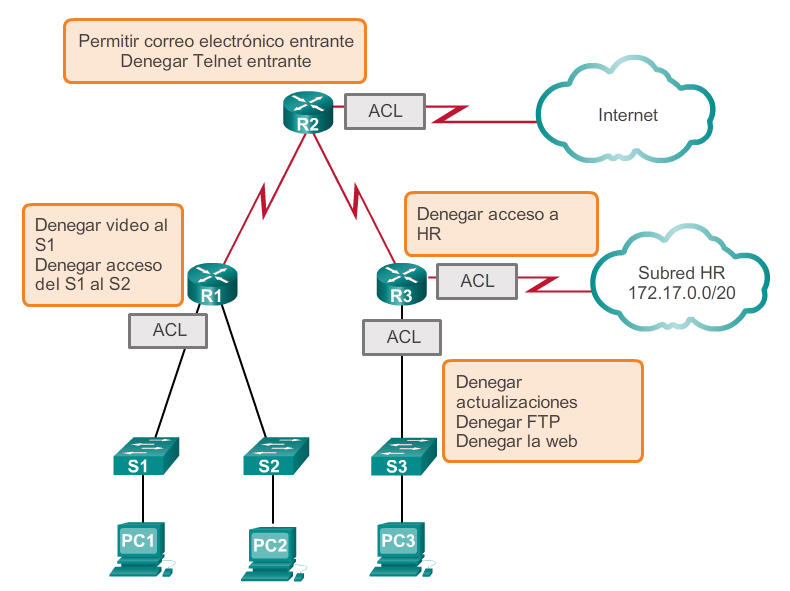 Permitir correo electrónico entrante
Denegar Telnet entrante
ACL
R2
Internet
Denegar video al
S1
Denegar acceso
del S1 al S2
Denegar acceso a
HR
Subred HR
172.17.0.0/20
R1
R3
ACL
ACL
ACL
Denegar
actualizaciones
Denegar FTP
Denegar la web
S1
S2
S3
PC1
PC2
PC3